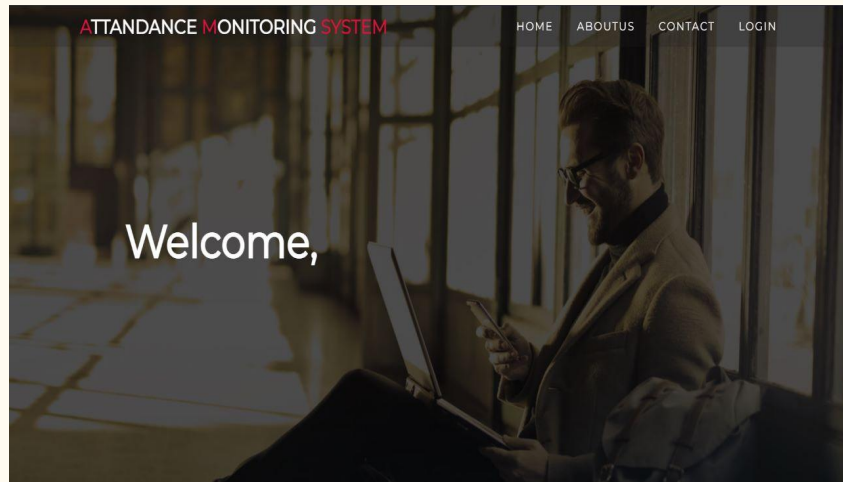 ATTANDANCE MONITORING SYSTEM
HOME ABOUTUS CONTACT LOGIN
Welcome,